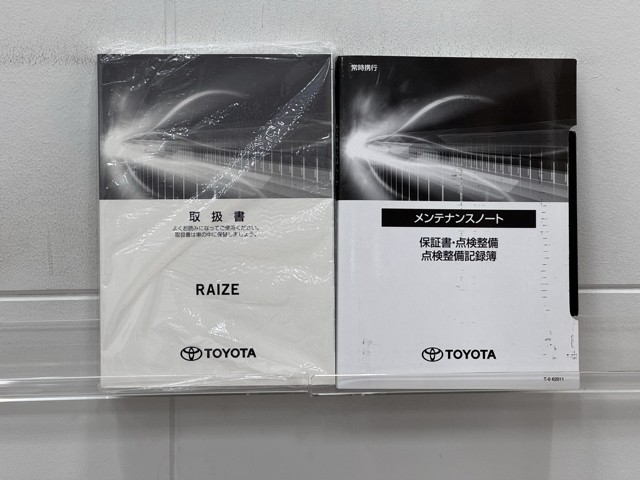 取扱書
よくお読みになってご使用ください。
取扱書は車の中に保管しましょう。
RAIZE
TOYOTA
常時携行
メンテナンスノート
保証書・点検整備
点検整備記録簿
TOYOTA